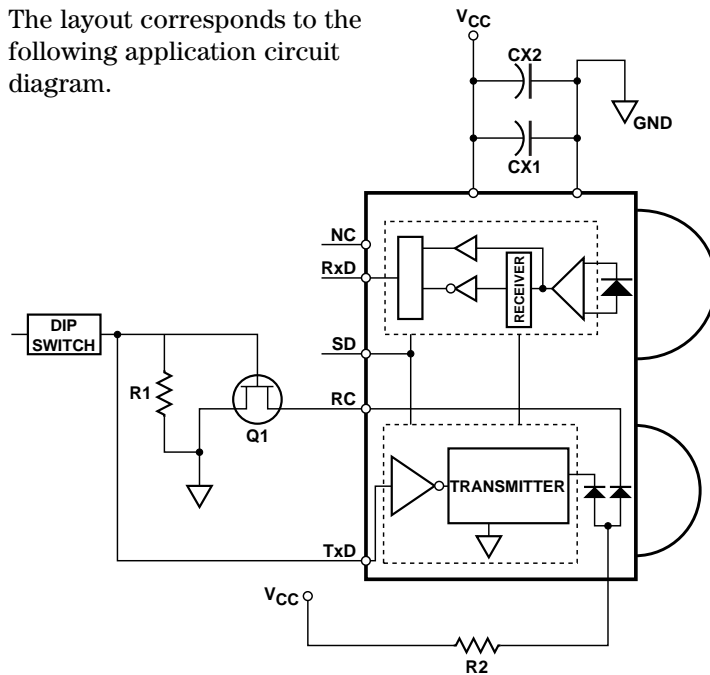 The layout corresponds to the
following application circuit
diagram.
VCC
CX2
GND
CX1
NC
RxD
RECEIVER
DIP
SWITCH
SD
R1
RC
Q1
TRANSMITTER
TxD
VCC
R2